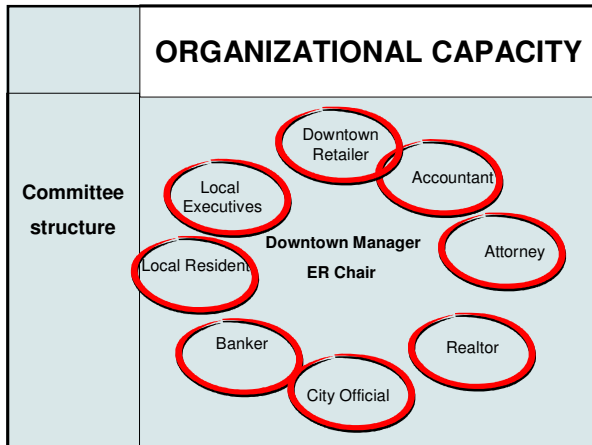 ORGANIZATIONAL CAPACITY
Committee
structure
Downtown
Retailer
Accountant
Local
Executives
Downtown Manager
ER Chair
Attorney
Local Resident
Banker
Realtor
City Official